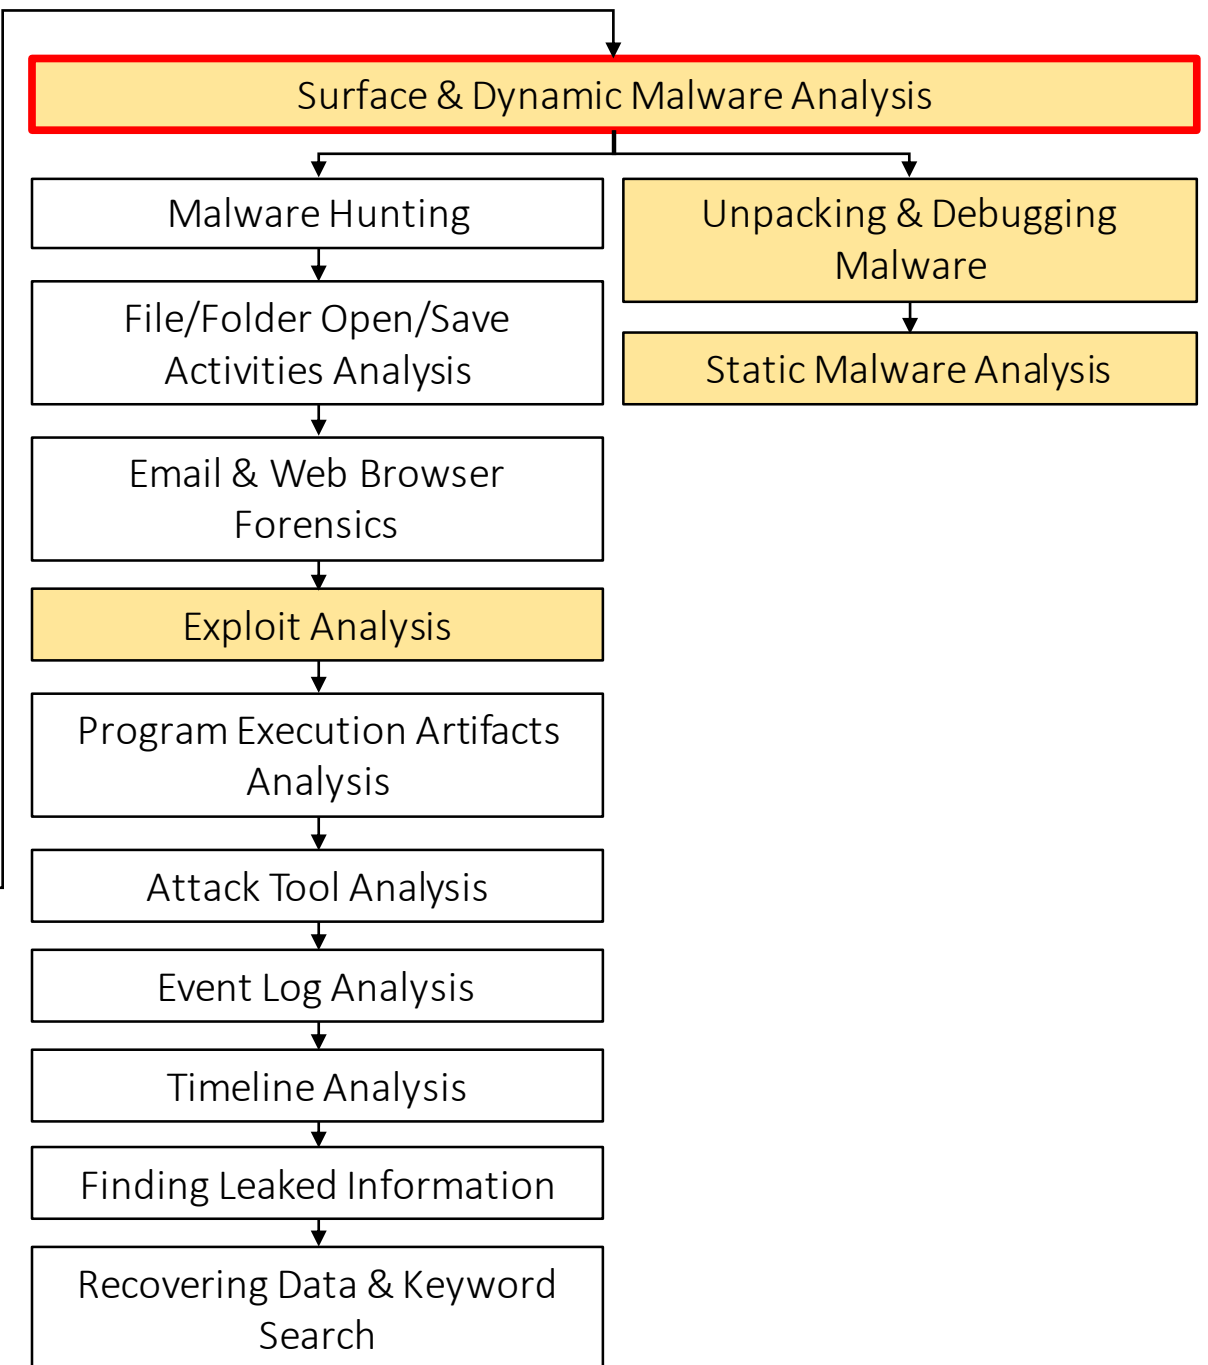 Surface & Dynamic Malware Analysis
Malware Hunting
Unpacking & Debugging
Malware
File/Folder Open/Save
Activities Analysis
Static Malware Analysis
Email & Web Browser
Forensics
Exploit Analysis
Program Execution Artifacts
Analysis
Attack Tool Analysis
Event Log Analysis
Timeline Analysis
Finding Leaked Information
Recovering Data & Keyword
Search